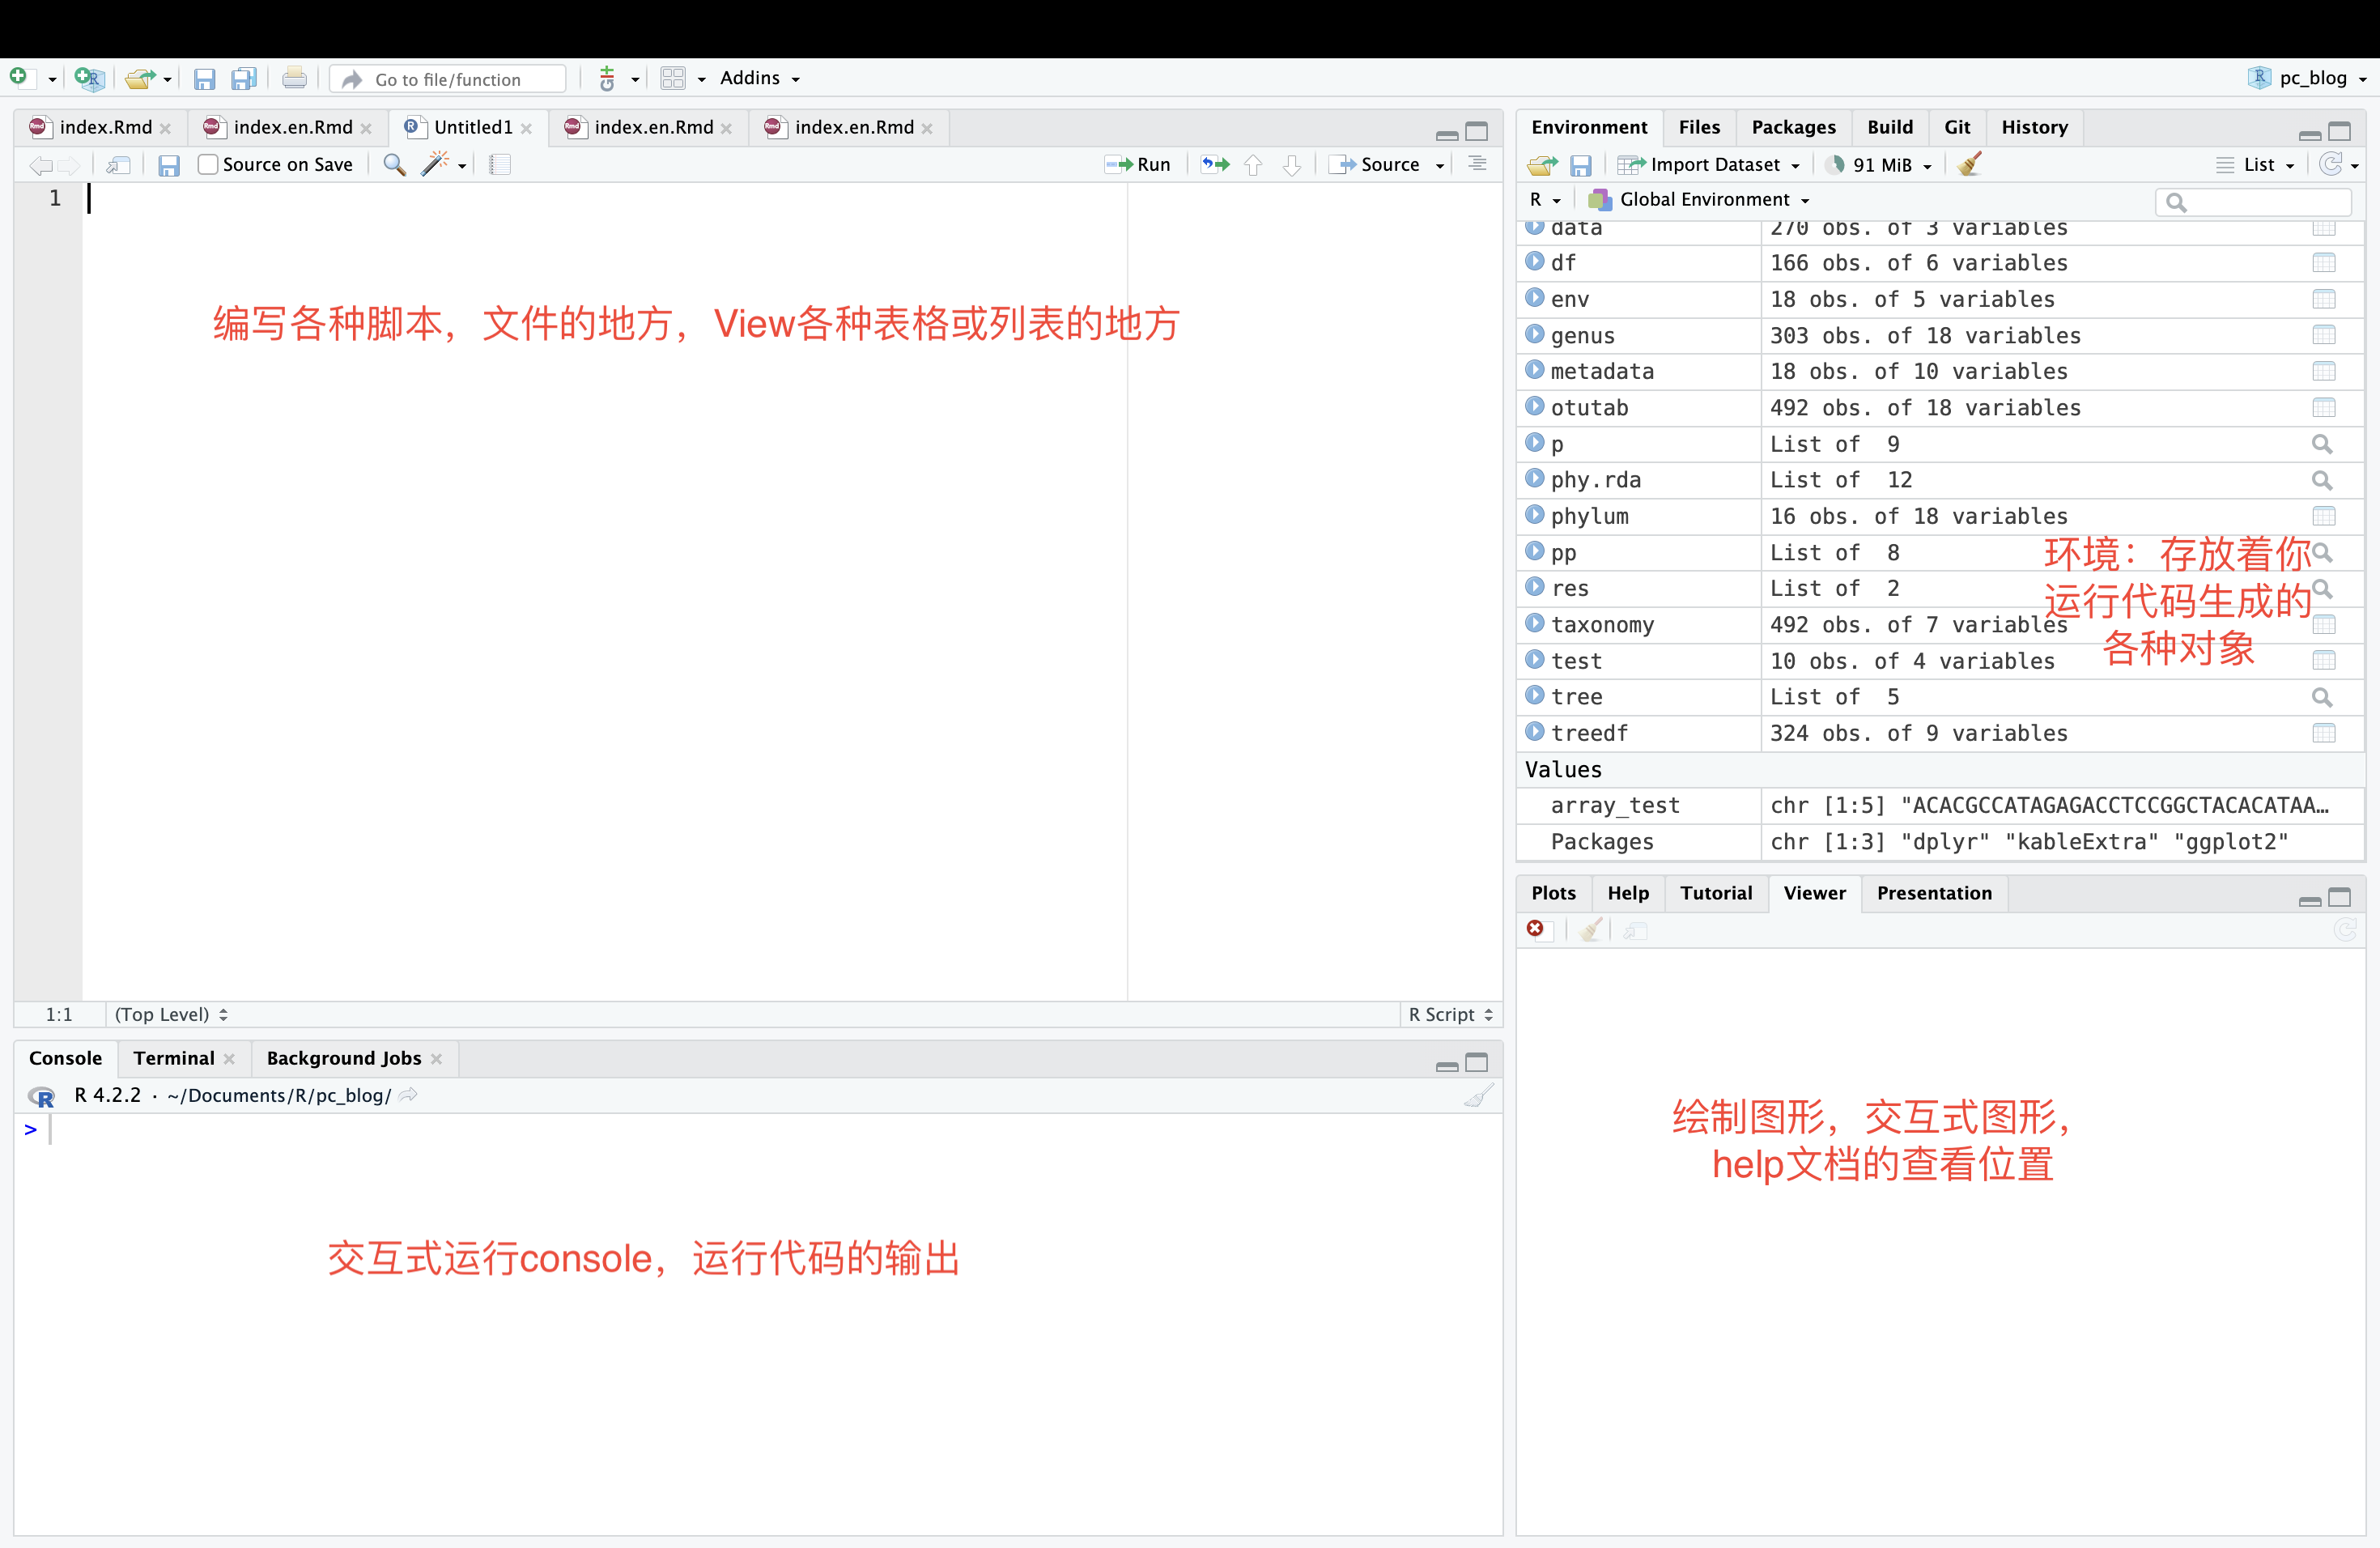 Go to file/function
Addins
pc_blog
index.Rmd
index.en.Rmd
Untitled1
index.en.Rmd
index.en.Rmd
Source on Save
Run
Source
1
编写各种脚本，文件的地方，View各种表格或列表的地方
1:1
(Top Level)
R Script
Console
Terminal
Background Jobs
R 4.2.2 · ~/Documents/R/pc_blog/
>
交互式运行console，运行代码的输出
Environment
Files
Packages
Build
Git
History
Import Dataset
91 MiB
List
R
Global Environment
data 270 obs. of 3 variables
df 166 obs. of 6 variables
env 18 obs. of 5 variables
genus 303 obs. of 18 variables
metadata 18 obs. of 10 variables
otutab 492 obs. of 18 variables
p List of 9
phy.rda List of 12
phylum 16 obs. of 18 variables
pp List of 8
res List of 2
taxonomy 492 obs. of 7 variables
test 10 obs. of 4 variables
tree List of 5
treedf 324 obs. of 9 variables
环境：存放着你
运行代码生成的
各种对象
Values
array_test chr [1:5] "ACACGCCATAGAGACCTCCGGCTACACATAA…
Packages chr [1:3] "dplyr" "kableExtra" "ggplot2"
Plots
Help
Tutorial
Viewer
Presentation
绘制图形，交互式图形，
help文档的查看位置